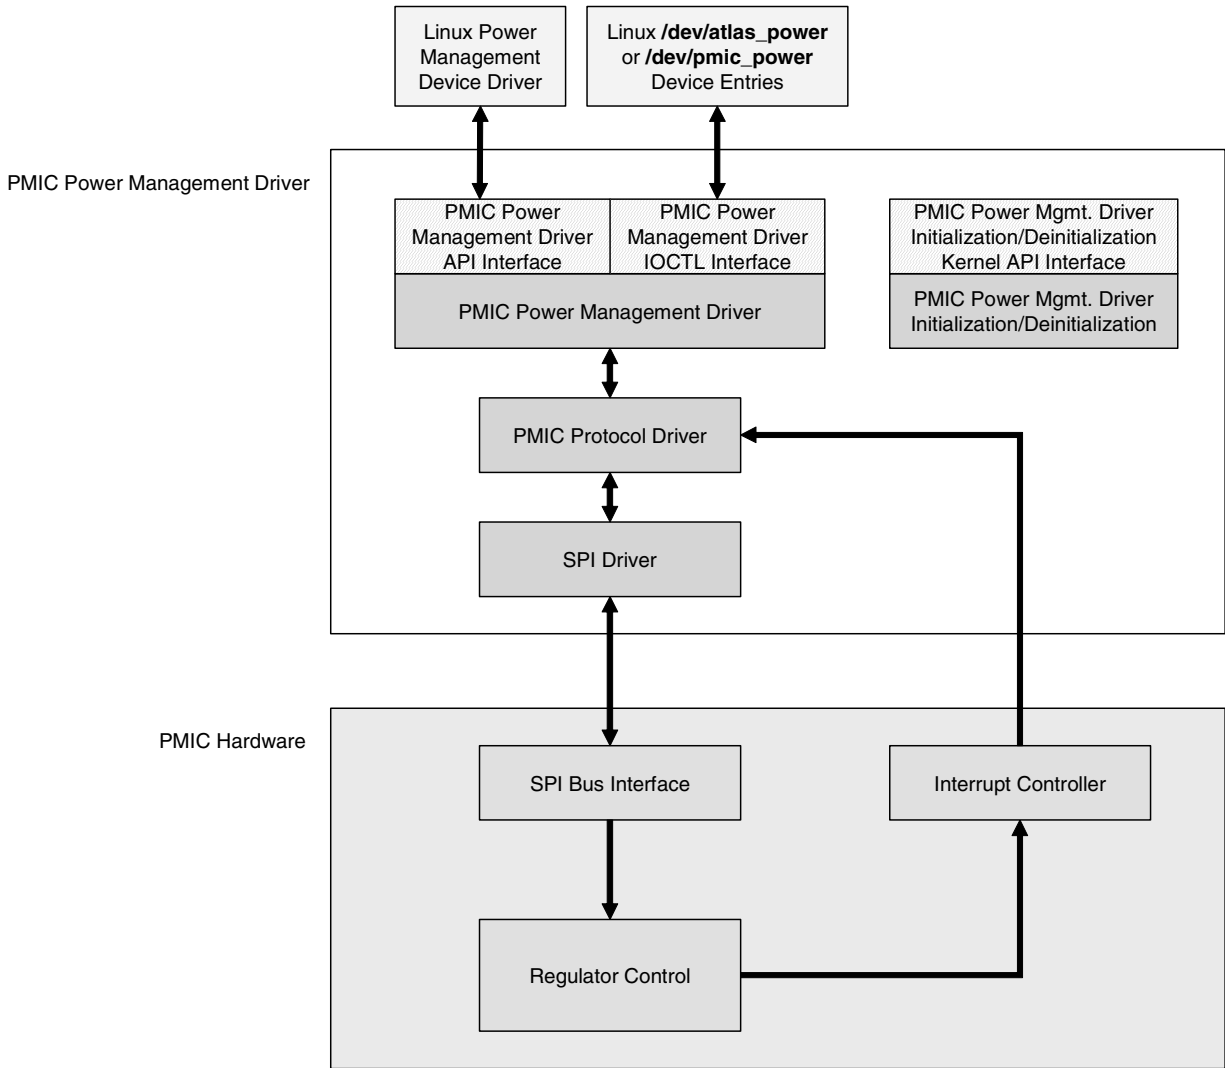 Linux Power
Management
Device Driver
Linux /dev/atlas_power
or /dev/pmic_power
Device Entries
PMIC Power Management Driver
PMIC Power
Management Driver
API Interface
PMIC Power
Management Driver
IOCTL Interface
PMIC Power Mgmt. Driver
Initialization/Deinitialization
Kernel API Interface
PMIC Power Management Driver
PMIC Power Mgmt. Driver
Initialization/Deinitialization
PMIC Protocol Driver
SPI Driver
PMIC Hardware
SPI Bus Interface
Interrupt Controller
Regulator Control